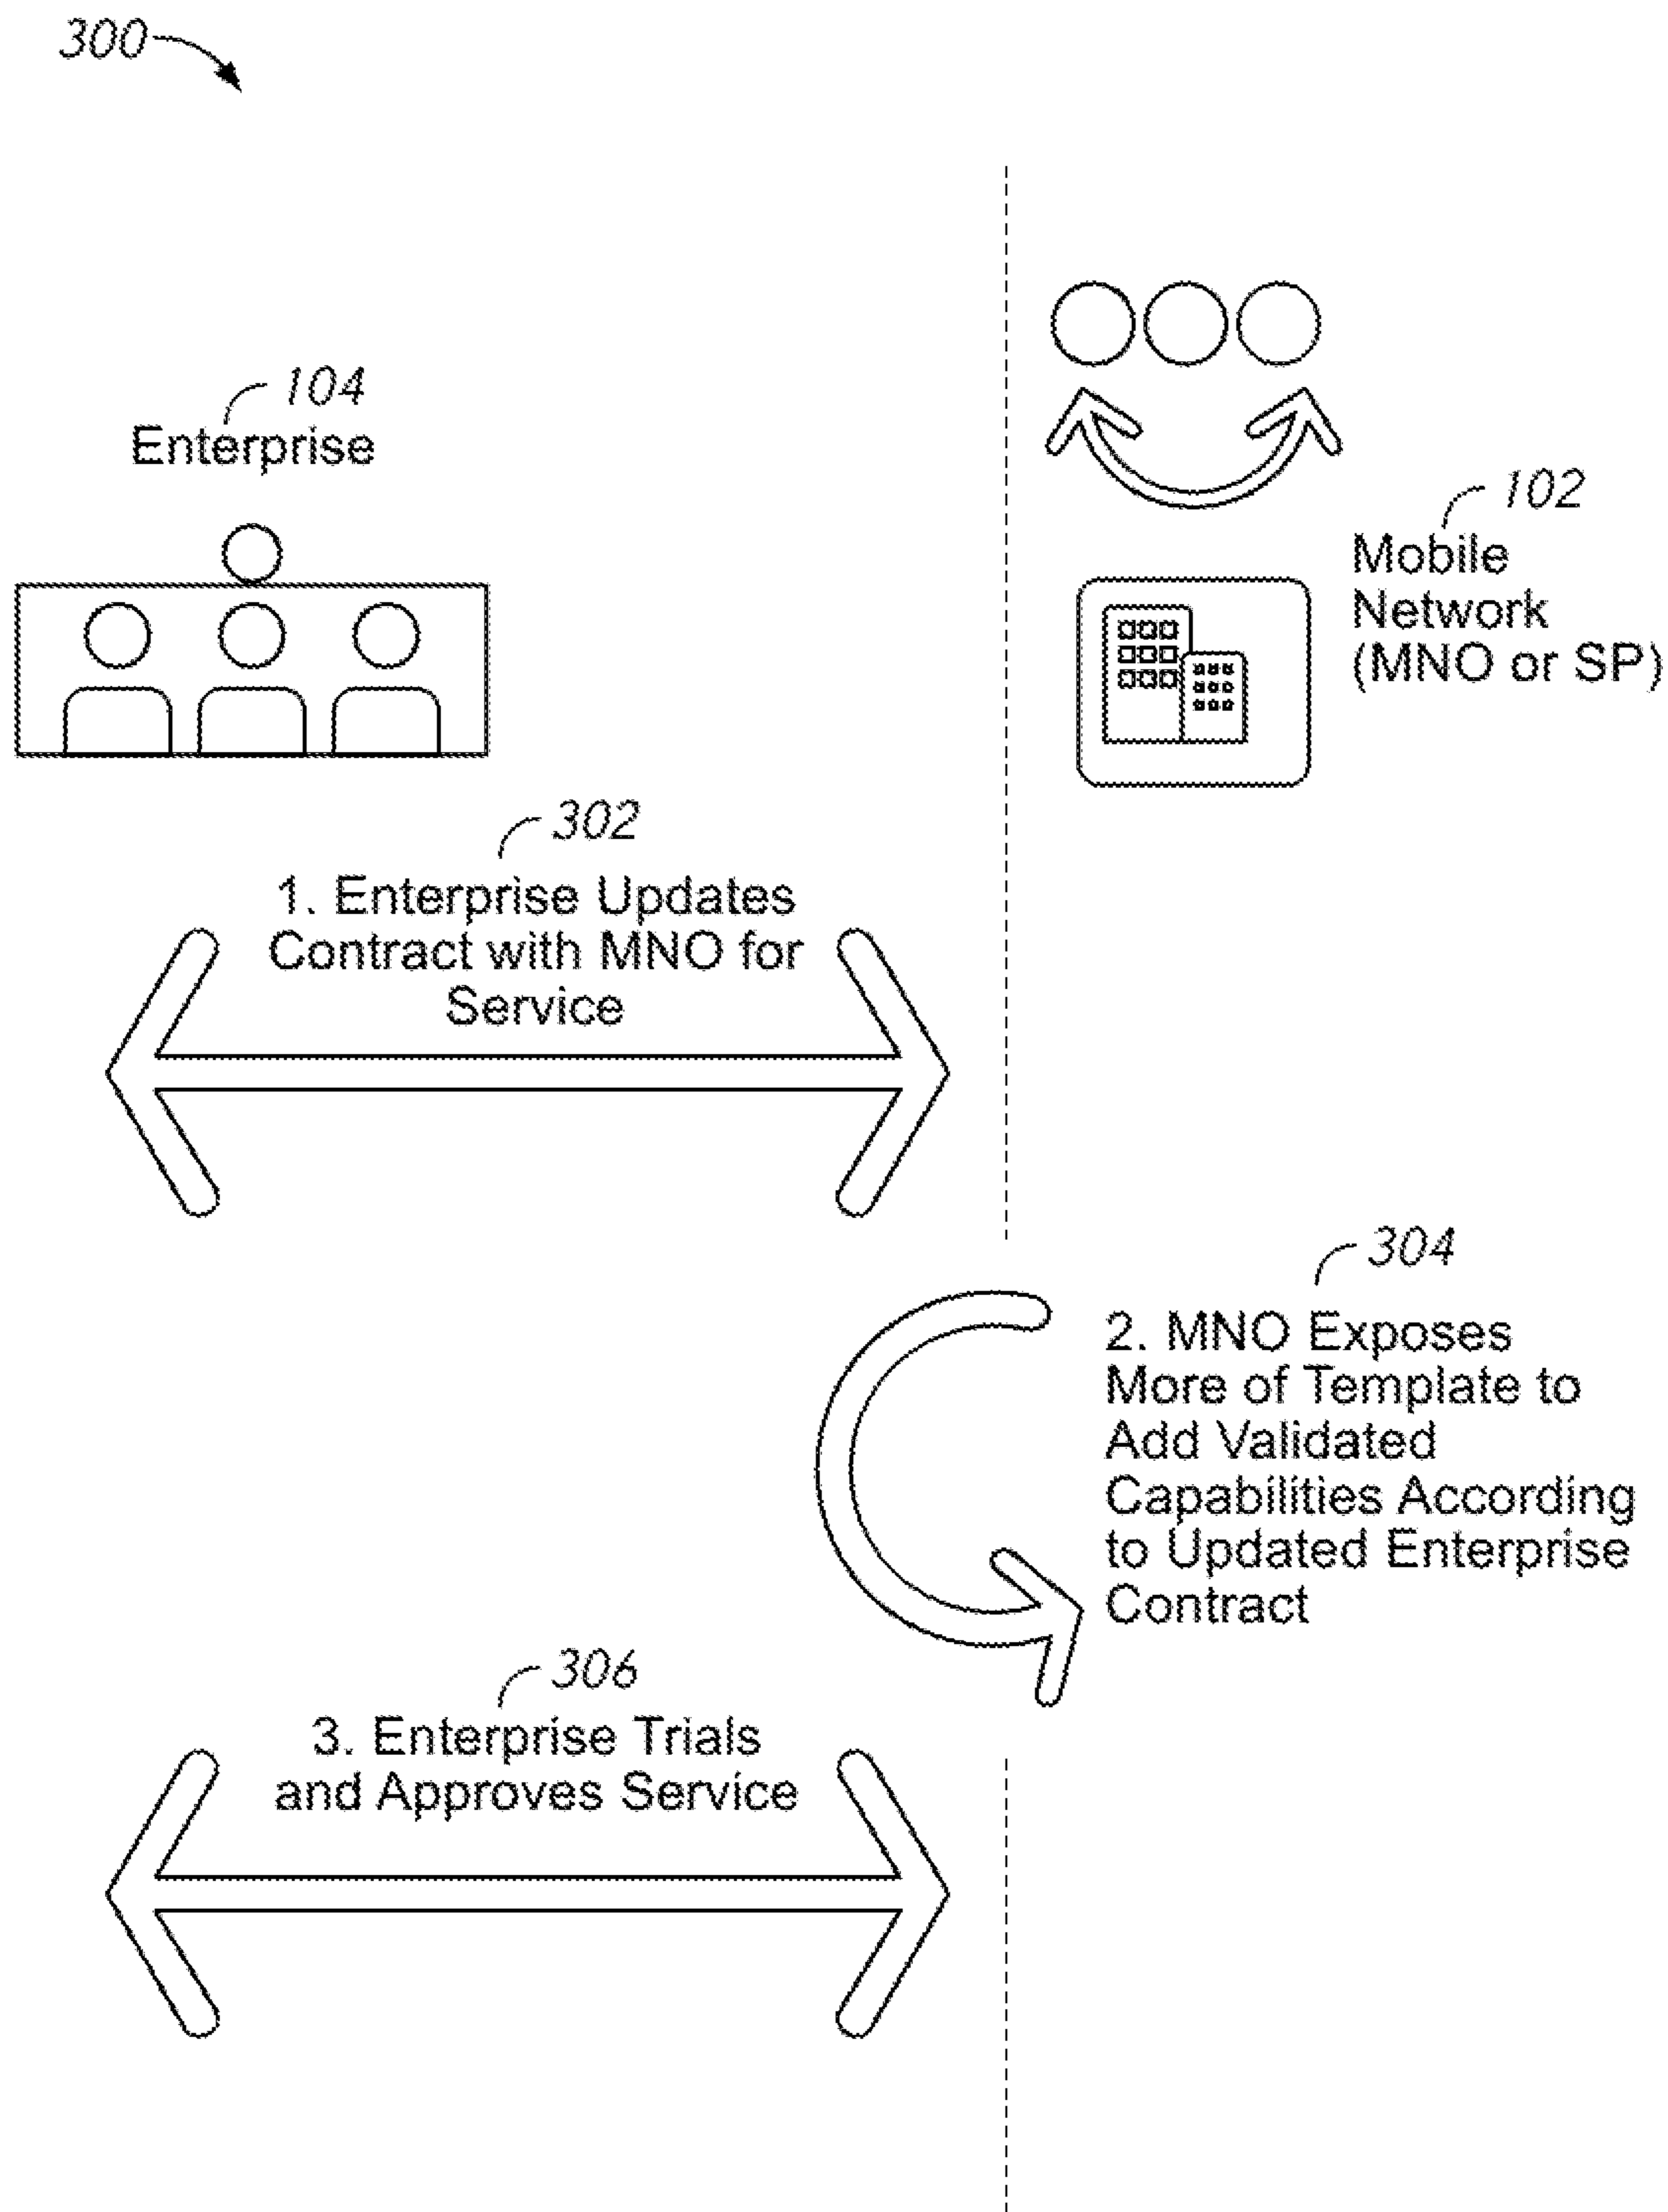 300
104
Enterprise
102
Mobile
Network
(MNO or SP)
302
1. Enterprise Updates
Contract with MNO for
Service
304
2. MNO Exposes
More of Template to
Add Validated
Capabilities According
to Updated Enterprise
Contract
306
3. Enterprise Trials
and Approves Service